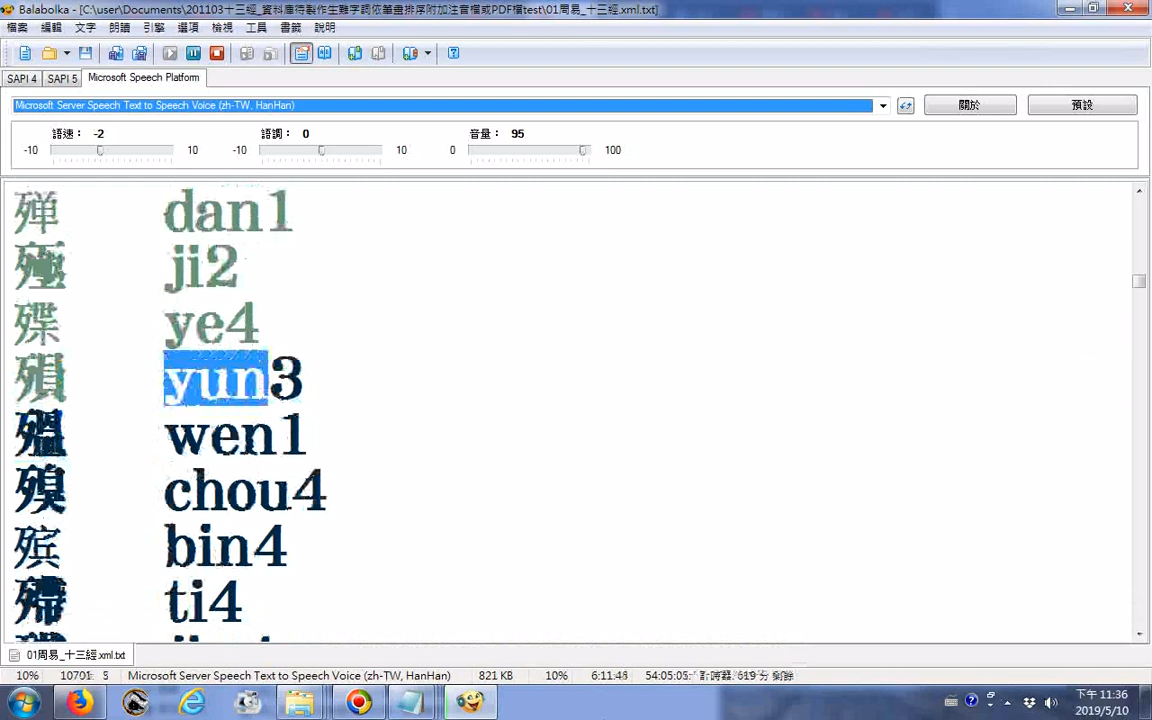 Balabolka - [C:\user\Documents\201103十三經_資料庫待製作生難字詞依筆畫排序附加注音檔或PDF檔test\01周易_十三經.xml.txt]
檔案 編輯 文字 朗讀 引擎 選項 檢視 工具 書籤 說明
SAPI 4 SAPI 5 Microsoft Speech Platform
Microsoft Server Speech Text to Speech Voice (zh-TW, HanHan) 關於 預設
語速： -2 語調： 0 音量： 95
-10 10 -10 10 0 100
殫 dan1
殛 ji2
殜 ye4
殞 yun3
殟 wen1
殠 chou4
殡 bin4
殢 ti4
01周易_十三經.xml.txt
10% 10701: Microsoft Server Speech Text to Speech Voice (zh-TW, HanHan) 821 KB 10% 6:11:43
下午 11:36
2019/5/10